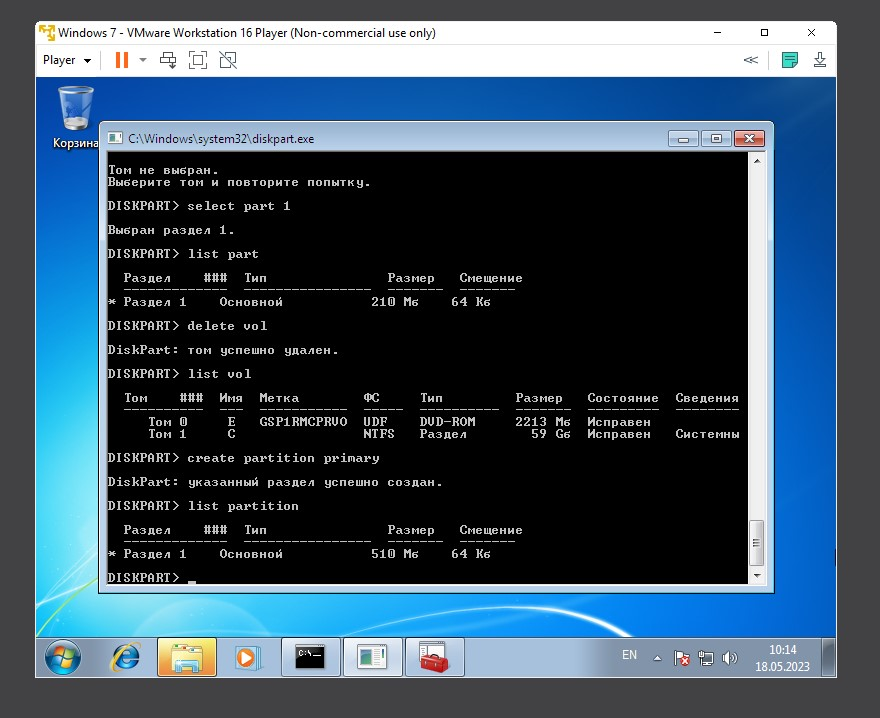 Windows 7 - VMware Workstation 16 Player (Non-commercial use only)
Player
Корзина
C:\Windows\system32\diskpart.exe
Том не выбран.
Выберите том и повторите попытку.
DISKPART> select part 1
Выбран раздел 1.
DISKPART> list part
Раздел ### Тип Размер Смещение
------------- ---------------- ------- -------
* Раздел 1 Основной 210 Мб 64 Кб
DISKPART> delete vol
DiskPart: том успешно удален.
DISKPART> list vol
Том ### Имя Метка ФС Тип Размер Состояние Сведения
---------- --- ----------- ----- ---------- ------- --------- --------
Том 0 E GSP1RMCPRVO UDF DVD-ROM 2213 Мб Исправен
Том 1 C NTFS Раздел 59 Gб Исправен Системны
DISKPART> create partition primary
DiskPart: указанный раздел успешно создан.
DISKPART> list partition
Раздел ### Тип Размер Смещение
------------- ---------------- ------- -------
* Раздел 1 Основной 510 Мб 64 Кб
DISKPART> _
C:\_
EN
10:14
18.05.2023